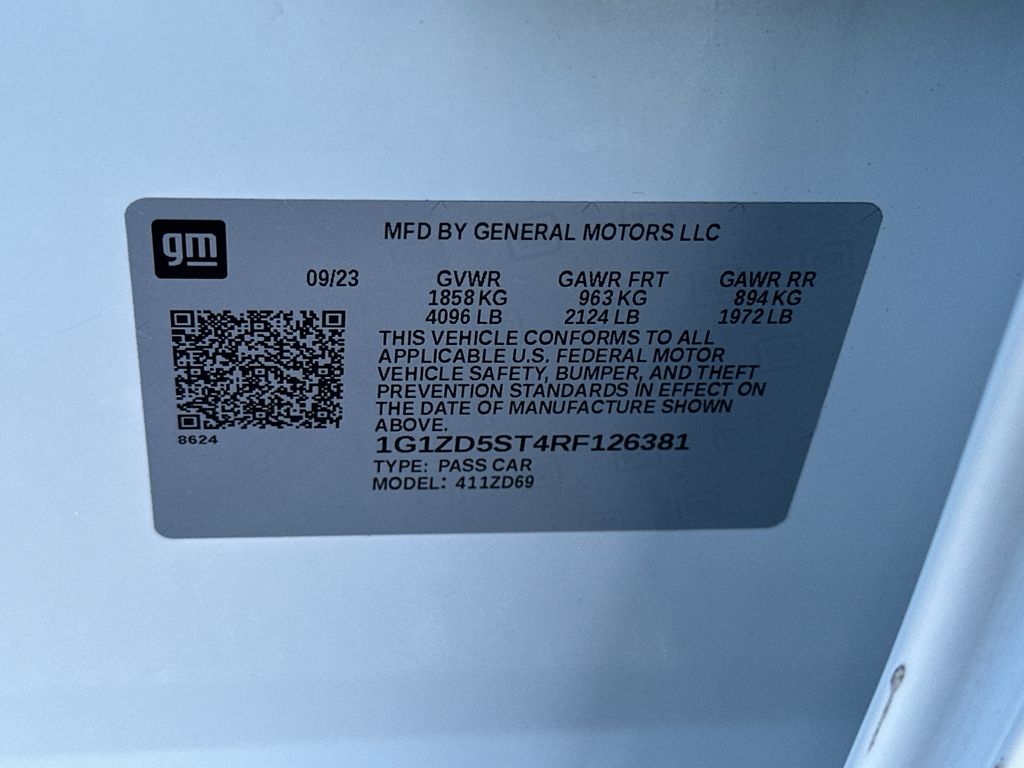 gm
MFD BY GENERAL MOTORS LLC
09/23 GVWR GAWR FRT GAWR RR
1858 KG 963 KG 894 KG
4096 LB 2124 LB 1972 LB
THIS VEHICLE CONFORMS TO ALL
APPLICABLE U.S. FEDERAL MOTOR
VEHICLE SAFETY, BUMPER, AND THEFT
PREVENTION STANDARDS IN EFFECT ON
THE DATE OF MANUFACTURE SHOWN
ABOVE.
8624
1G1ZD5ST4RF126381
TYPE: PASS CAR
MODEL: 411ZD69